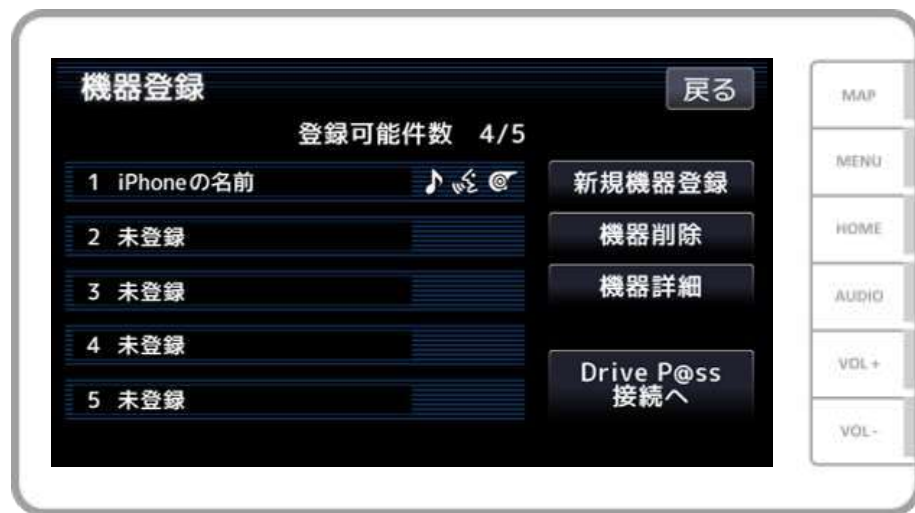 機器登録
戻る
登録可能件数 4/5
1 iPhoneの名前
2 未登録
3 未登録
4 未登録
5 未登録
新規機器登録
機器削除
機器詳細
Drive P@ss
接続へ
MAP
MENU
HOME
AUDIO
VOL+
VOL-